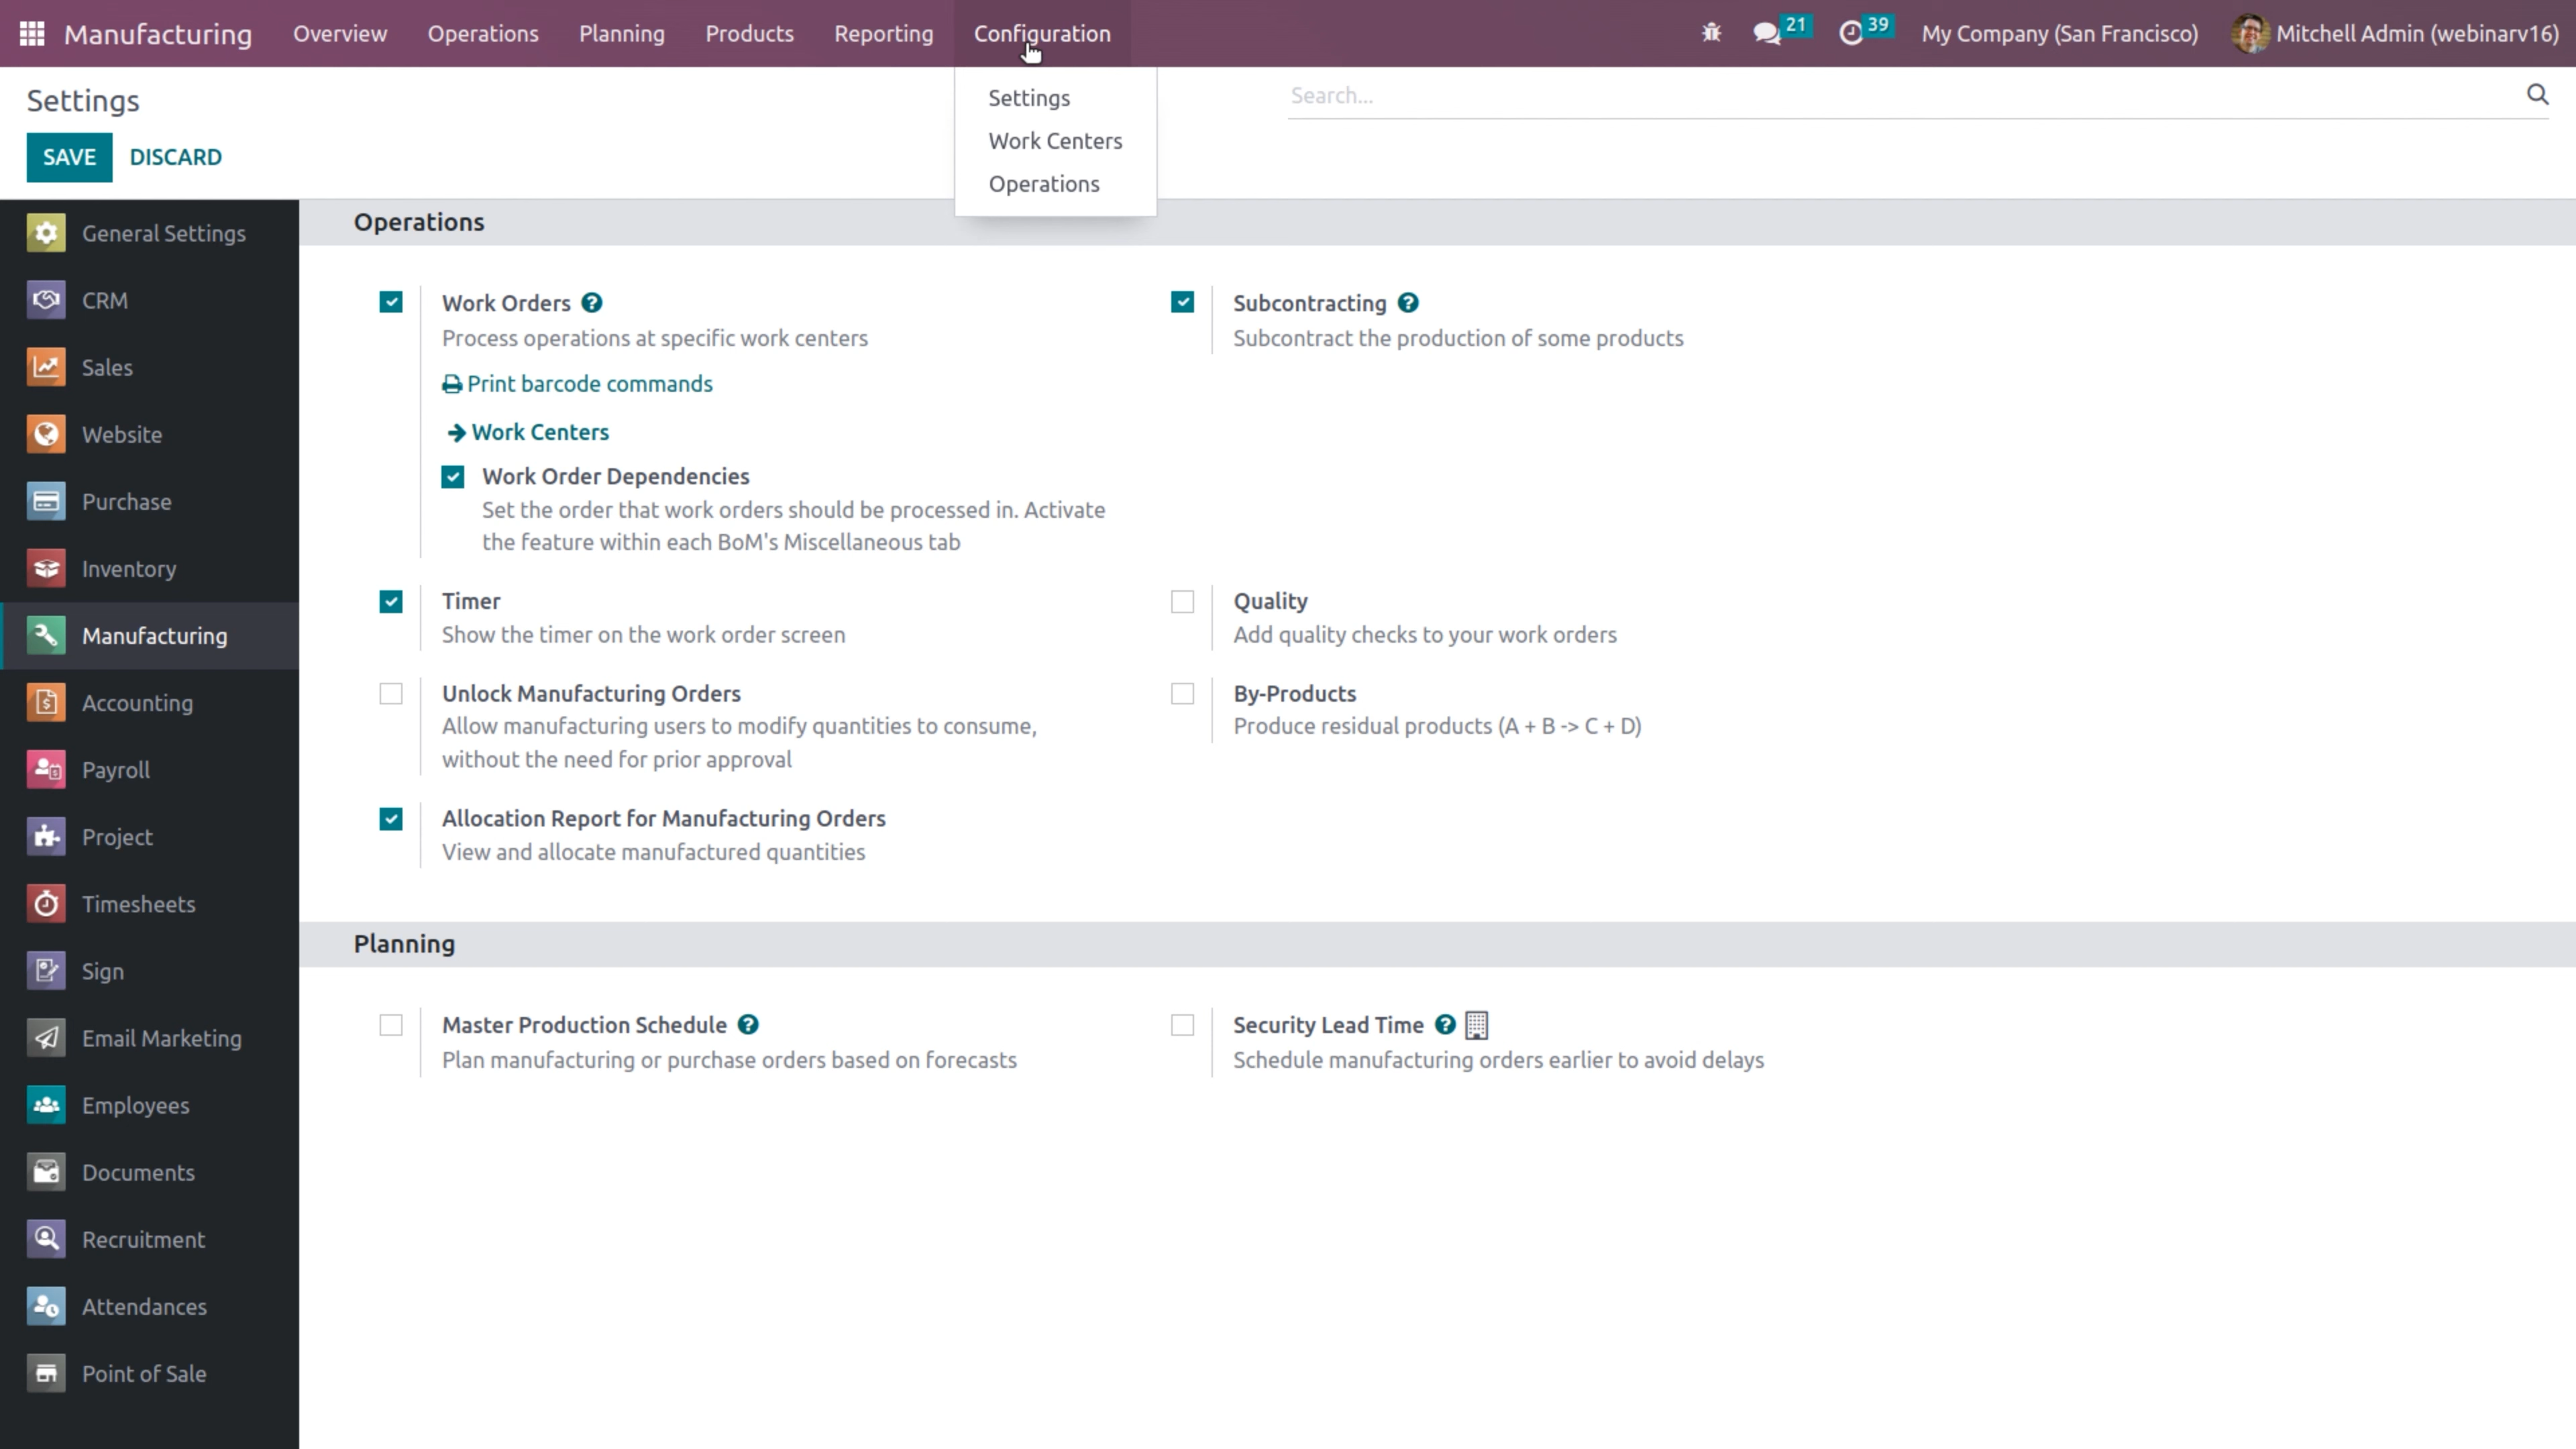 Manufacturing Overview Operations Planning Products Reporting Configuration 21 39 My Company (San Francisco) Mitchell Admin (webinarv16)
Settings
Search...
SAVE DISCARD
Settings
Work Centers
Operations
General Settings
CRM
Sales
Website
Purchase
Inventory
Manufacturing
Accounting
Payroll
Project
Timesheets
Sign
Email Marketing
Employees
Documents
Recruitment
Attendances
Point of Sale
Operations
Work Orders ?
Process operations at specific work centers
Print barcode commands
Work Centers
Work Order Dependencies
Set the order that work orders should be processed in. Activate
the feature within each BoM's Miscellaneous tab
Subcontracting ?
Subcontract the production of some products
Timer
Show the timer on the work order screen
Quality
Add quality checks to your work orders
Unlock Manufacturing Orders
Allow manufacturing users to modify quantities to consume,
without the need for prior approval
By-Products
Produce residual products (A + B -> C + D)
Allocation Report for Manufacturing Orders
View and allocate manufactured quantities
Planning
Master Production Schedule ?
Plan manufacturing or purchase orders based on forecasts
Security Lead Time ?
Schedule manufacturing orders earlier to avoid delays